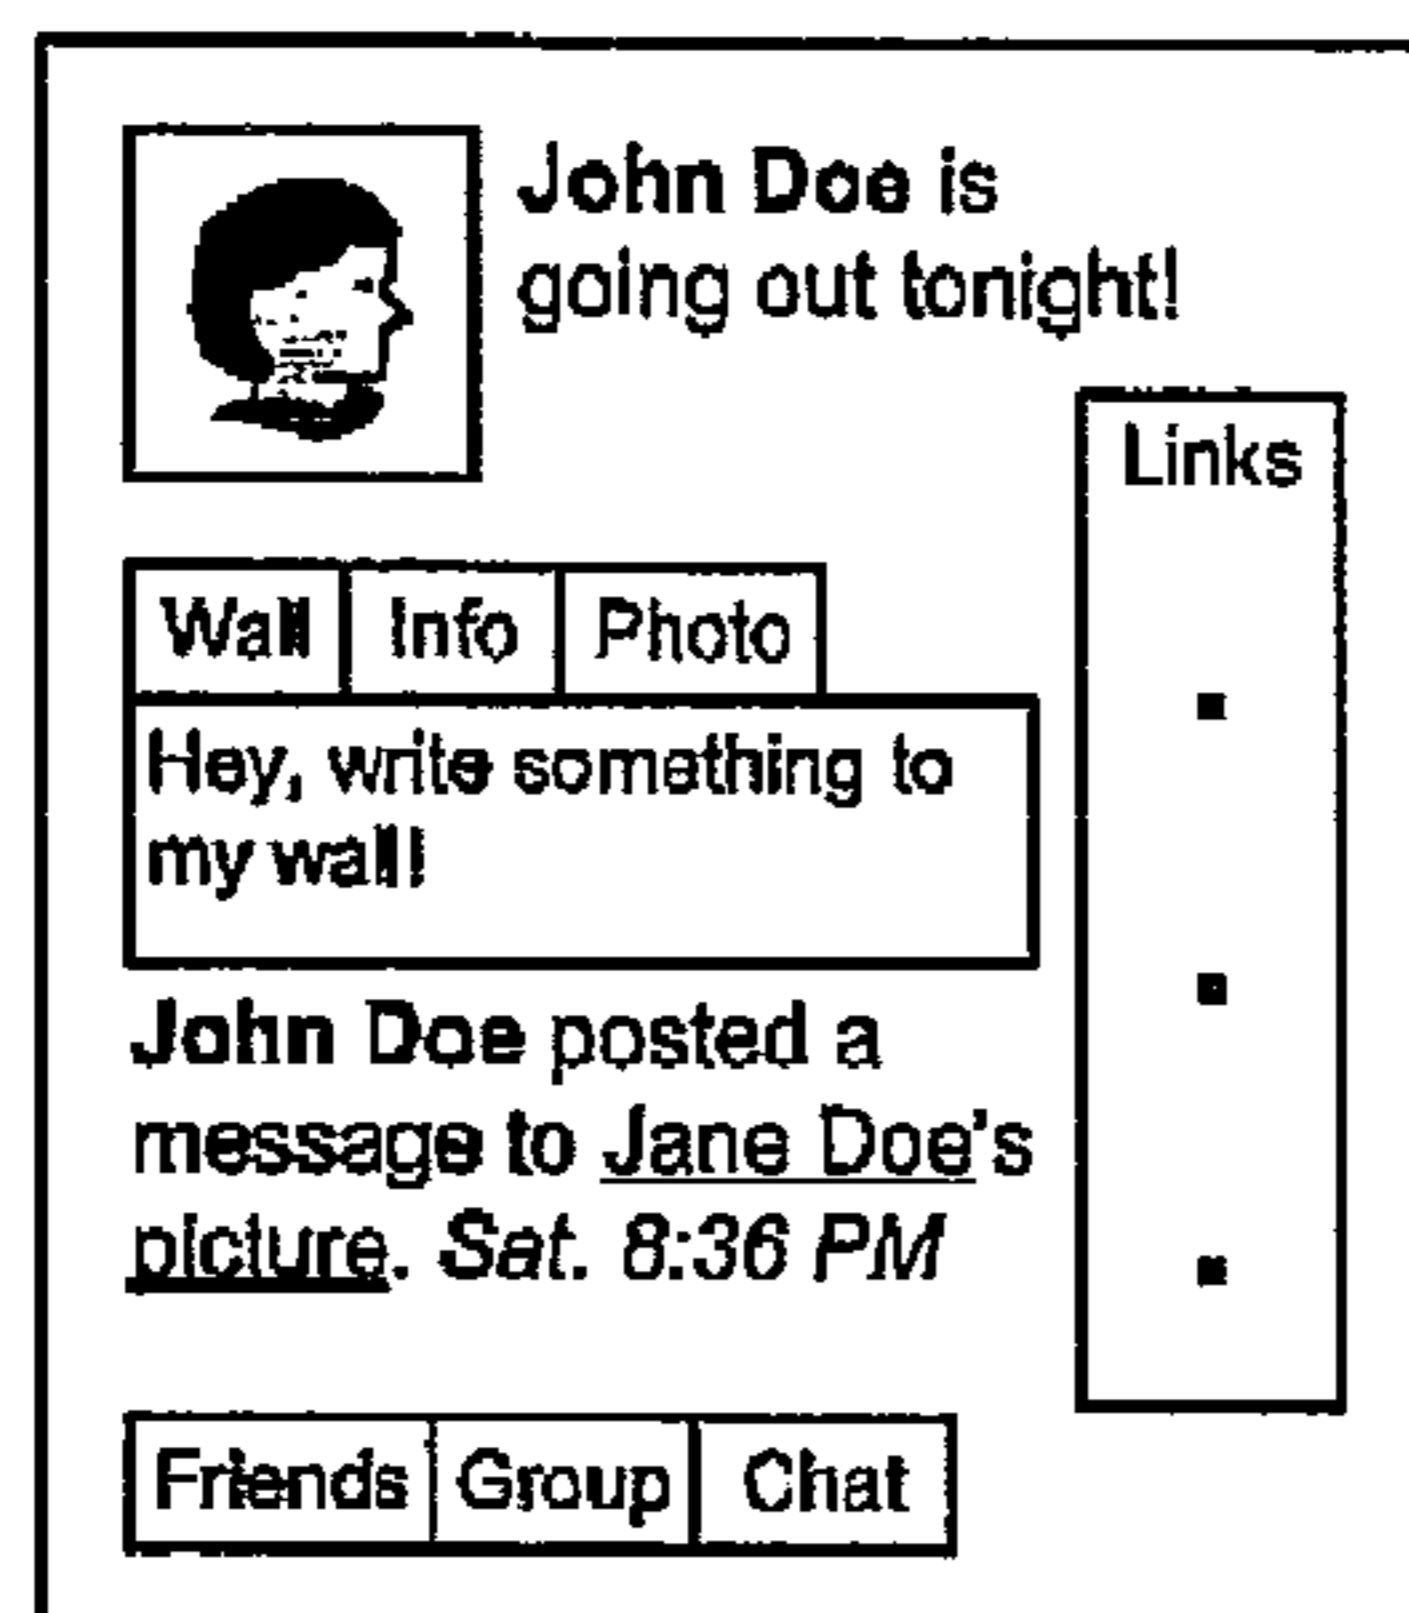 John Doe is
going out tonight!
Links
Wall Info Photo
Hey, write something to
my wall!
John Doe posted a
message to Jane Doe's
picture. Sat. 8:36 PM
Friends Group Chat